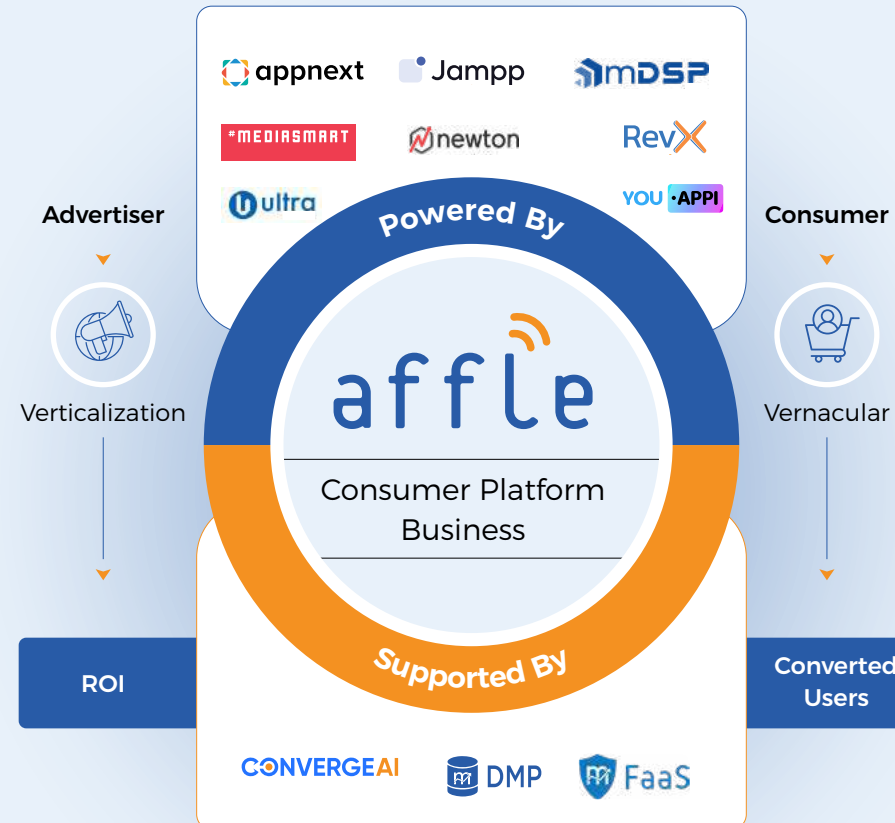 appnext
Jampp
mDSP
#MEDIASMART
newton
RevX
ultra
YOU •APPI
Powered By
Advertiser
Verticalization
ROI
affle
Consumer Platform
Business
Consumer
Vernacular
Converted
Users
Supported By
CONVERGEAI
m DMP
m FaaS